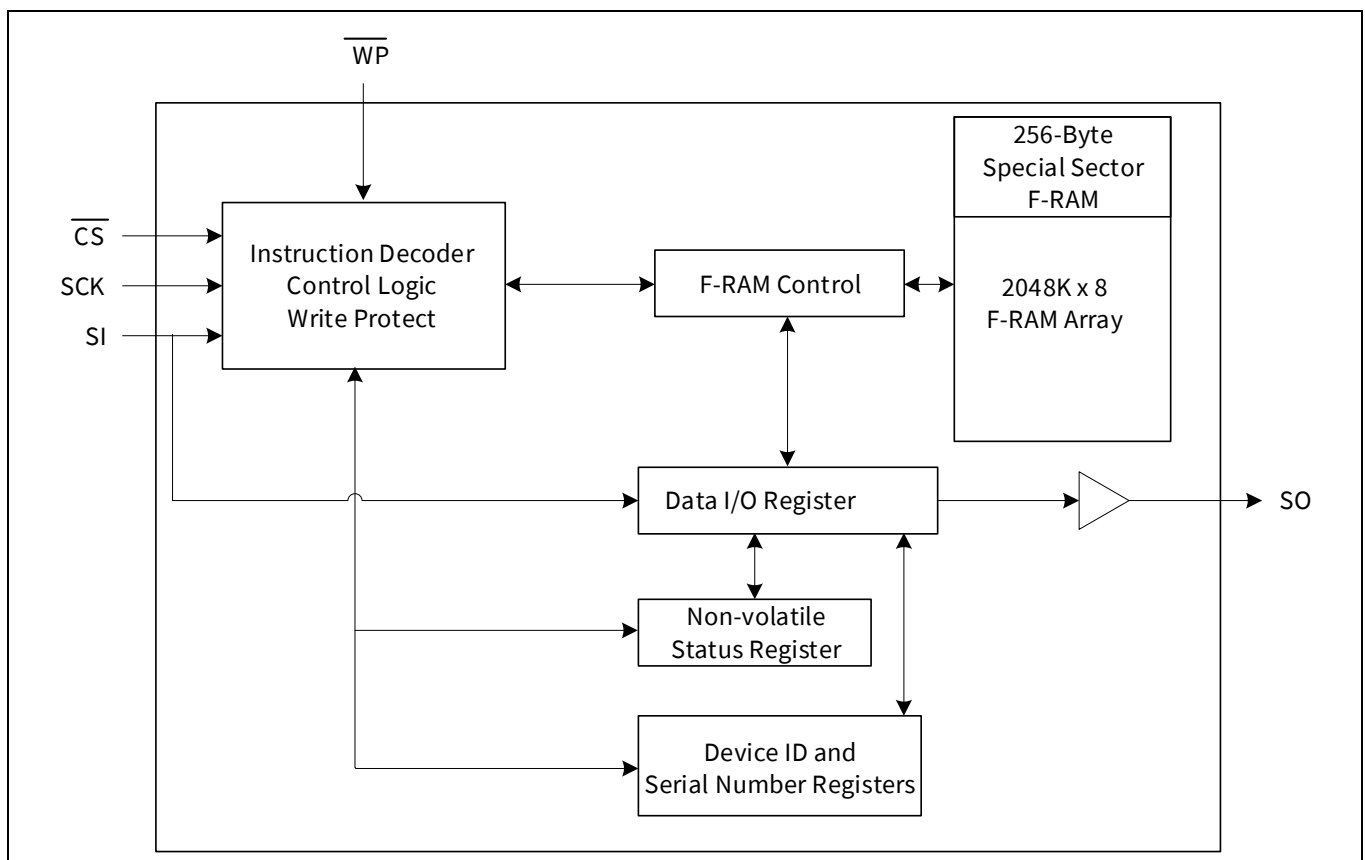 WP
256-Byte
Special Sector
F-RAM
CS
SCK
SI
Instruction Decoder
Control Logic
Write Protect
F-RAM Control
2048K x 8
F-RAM Array
Data I/O Register
SO
Non-volatile
Status Register
Device ID and
Serial Number Registers